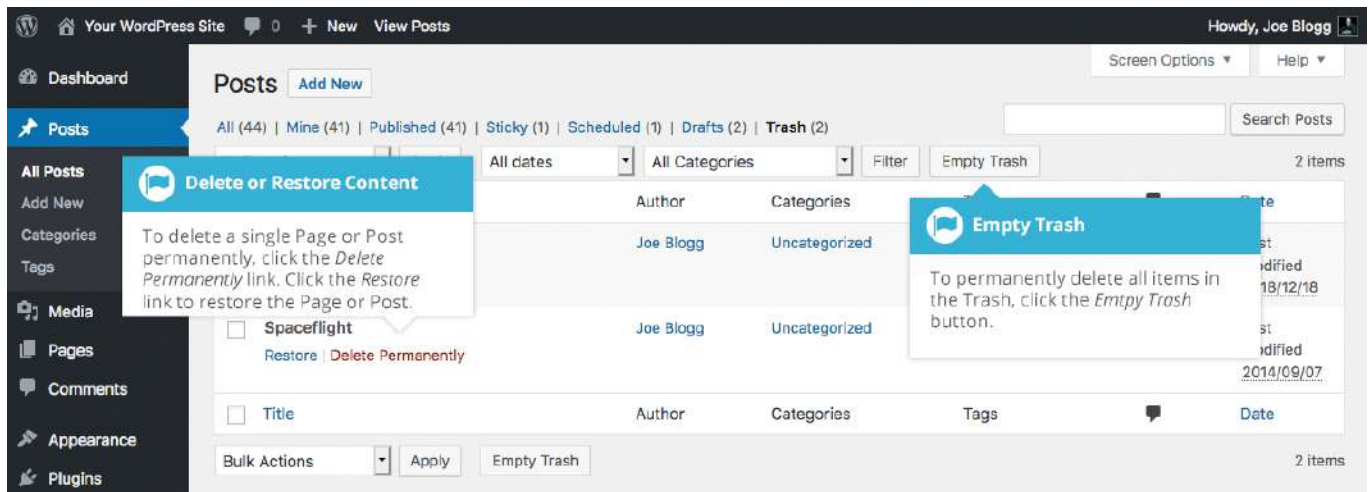 Your WordPress Site 0 + New View Posts Howdy, Joe Blogg
Dashboard
Posts
All Posts
Add New
Categories
Tags
Media
Pages
Comments
Appearance
Plugins
Screen Options Help
Posts Add New
All (44) | Mine (41) | Published (41) | Sticky (1) | Scheduled (1) | Drafts (2) | Trash (2)
Search Posts
All dates All Categories Filter Empty Trash 2 items
Delete or Restore Content
To delete a single Page or Post
permanently, click the Delete
Permanently link. Click the Restore
link to restore the Page or Post.
Author Categories
Joe Blogg Uncategorized
Empty Trash
To permanently delete all items in
the Trash, click the Emtpy Trash
button.
Spaceflight Joe Blogg Uncategorized
Restore | Delete Permanently
2014/09/07
Title Author Categories Tags Date
Bulk Actions Apply Empty Trash 2 items